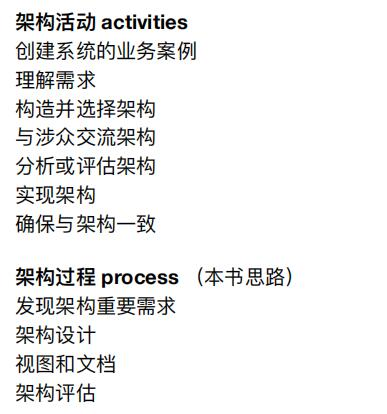 架构活动 activities
创建系统的业务案例
理解需求
构造并选择架构
与涉众交流架构
分析或评估架构
实现架构
确保与架构一致
架构过程 process （本书思路）
发现架构重要需求
架构设计
视图和文档
架构评估